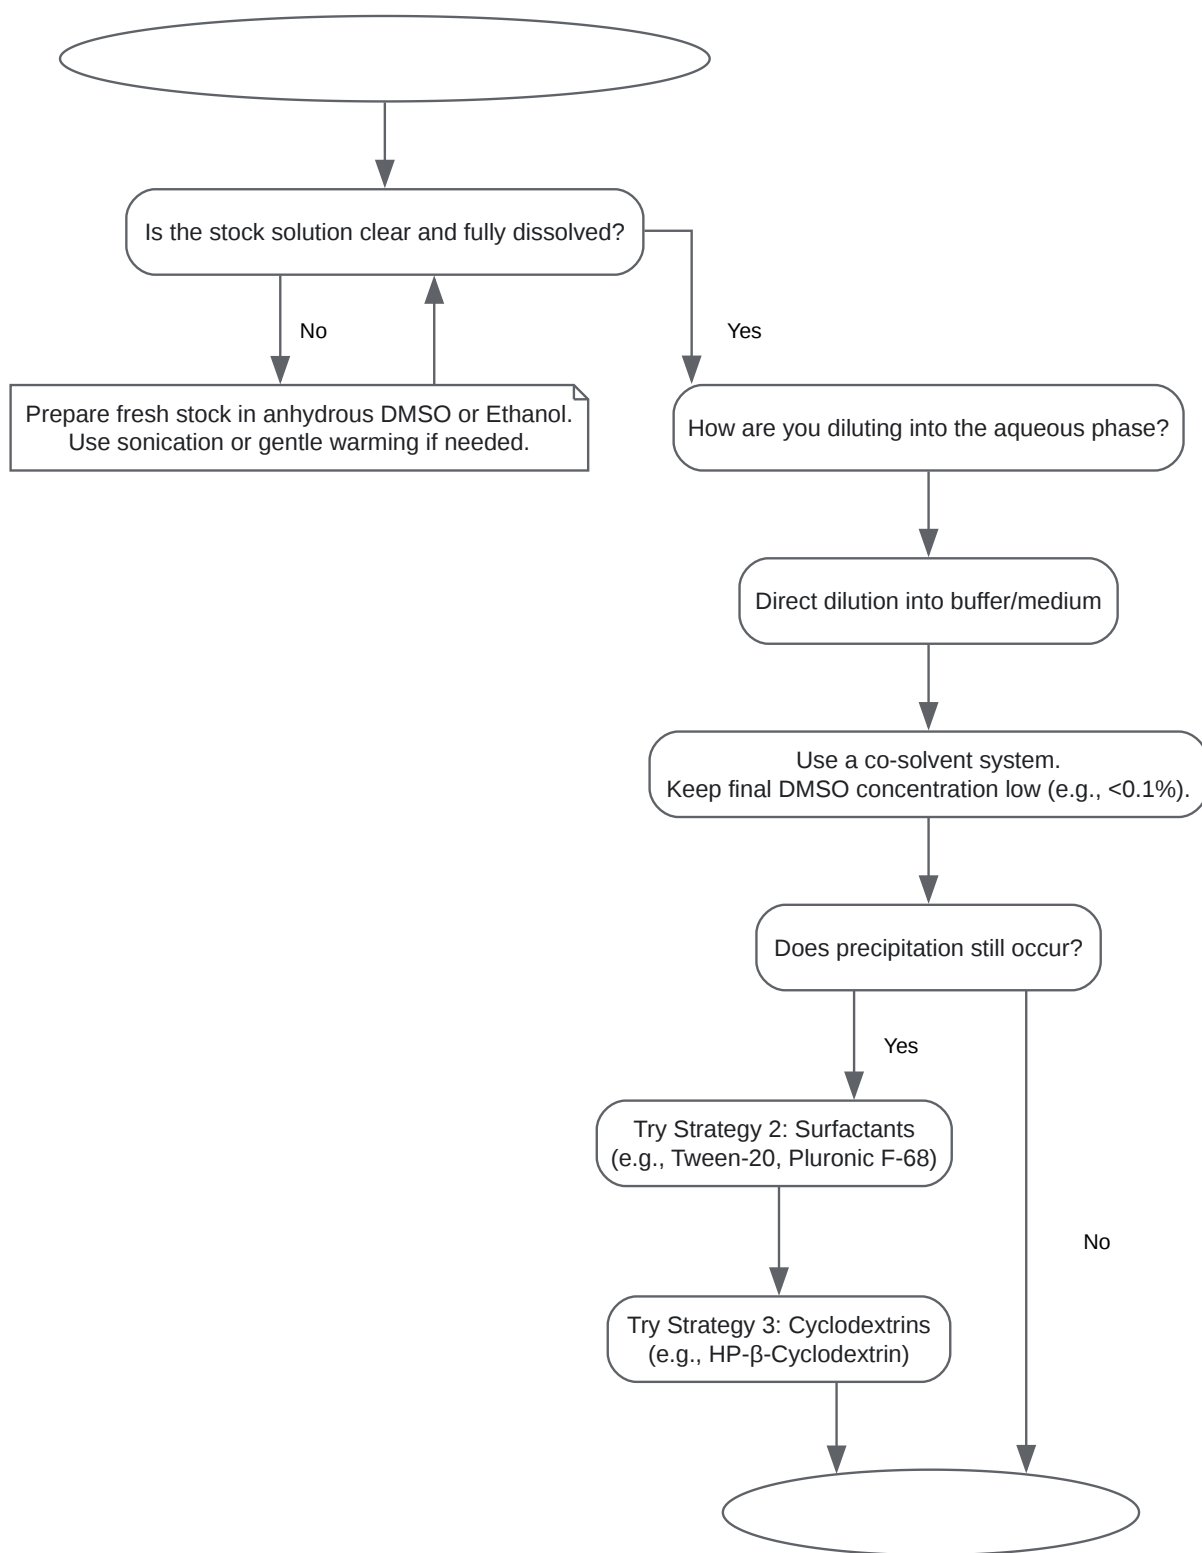 Is the stock solution clear and fully dissolved?
No
Yes
Prepare fresh stock in anhydrous DMSO or Ethanol.
Use sonication or gentle warming if needed.
How are you diluting into the aqueous phase?
Direct dilution into buffer/medium
Use a co-solvent system.
Keep final DMSO concentration low (e.g., <0.1%).
Does precipitation still occur?
Yes
Try Strategy 2: Surfactants
(e.g., Tween-20, Pluronic F-68)
No
Try Strategy 3: Cyclodextrins
(e.g., HP-β-Cyclodextrin)